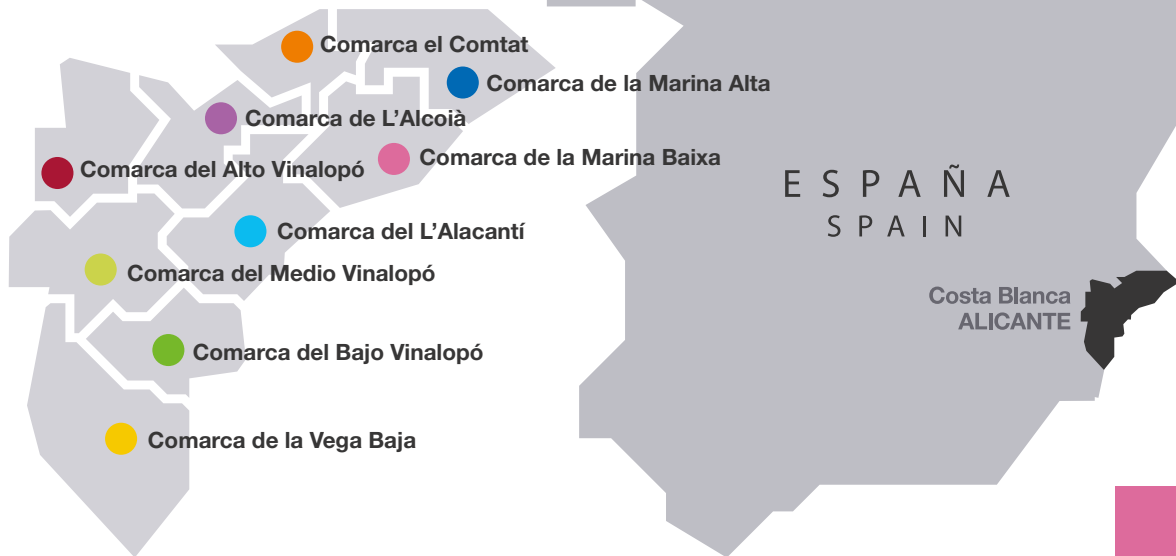 Comarca el Comtat
Comarca de la Marina Alta
Comarca de L'Alcoià
Comarca de la Marina Baixa
Comarca del Alto Vinalopó
Comarca del L'Alacantí
Comarca del Medio Vinalopó
Comarca del Bajo Vinalopó
Comarca de la Vega Baja
ESPAÑA
SPAIN
Costa Blanca
ALICANTE